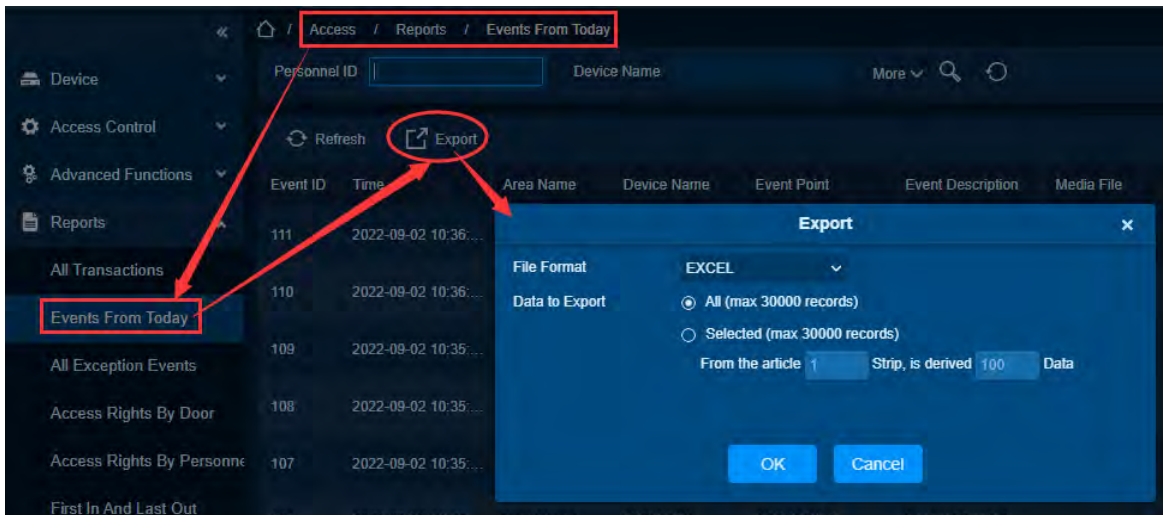 « / Access / Reports / Events From Today
Device
Access Control
Advanced Functions
Reports
All Transactions
Events From Today
All Exception Events
Access Rights By Door
Access Rights By Personne
First In And Last Out
Personnel ID Device Name More
Refresh Export
Event ID Time Area Name Device Name Event Point Event Description Media File
111 2022-09-02 10:36:...
110 2022-09-02 10:36:...
109 2022-09-02 10:35:...
108 2022-09-02 10:35:...
107 2022-09-02 10:35:...
Export ×
File Format EXCEL
Data to Export All (max 30000 records)
Selected (max 30000 records)
From the article 1 Strip, is derived 100 Data
OK Cancel